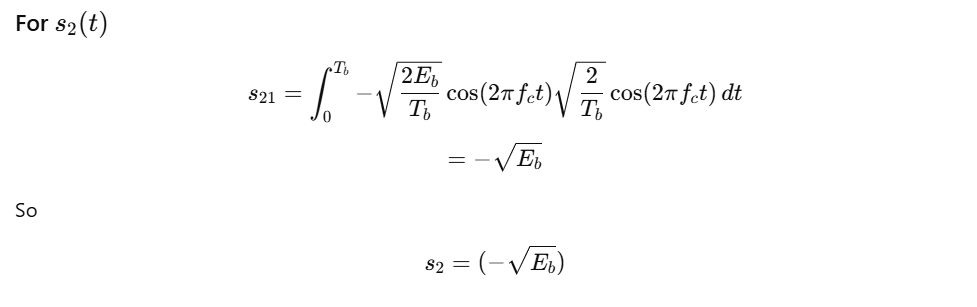 For s₂(t)
s₂₁ = ∫₀^{T_b} −√(2E_b/T_b) cos(2πf_ct) √(2/T_b) cos(2πf_ct) dt
= −√E_b
So
s₂ = (−√E_b)